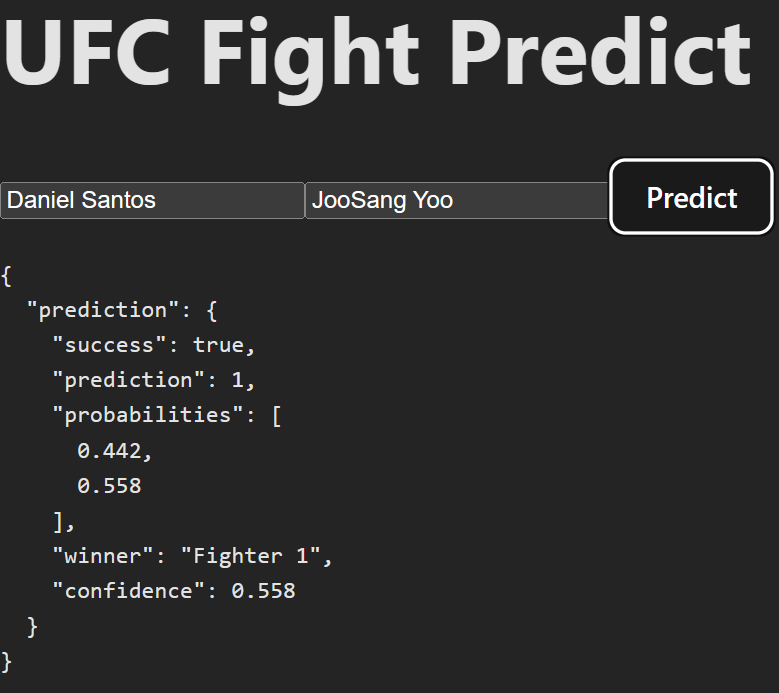 UFC Fight Predict
Daniel Santos JooSang Yoo Predict
{
  "prediction": {
    "success": true,
    "prediction": 1,
    "probabilities": [
      0.442,
      0.558
    ],
    "winner": "Fighter 1",
    "confidence": 0.558
  }
}